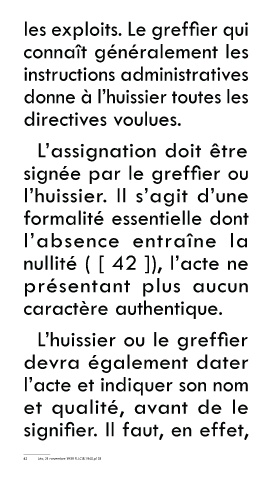 les exploits. Le greffier qui
connaît généralement les
instructions administratives
donne à l'huissier toutes les
directives voulues.
L'assignation doit être
signée par le greffier ou
l'huissier. Il s'agit d'une
formalité essentielle dont
l'absence entraîne la
nullité ( [ 42 ]), l'acte ne
présentant plus aucun
caractère authentique.
L'huissier ou le greffier
devra également dater
l'acte et indiquer son nom
et qualité, avant de le
signifier. Il faut, en effet,